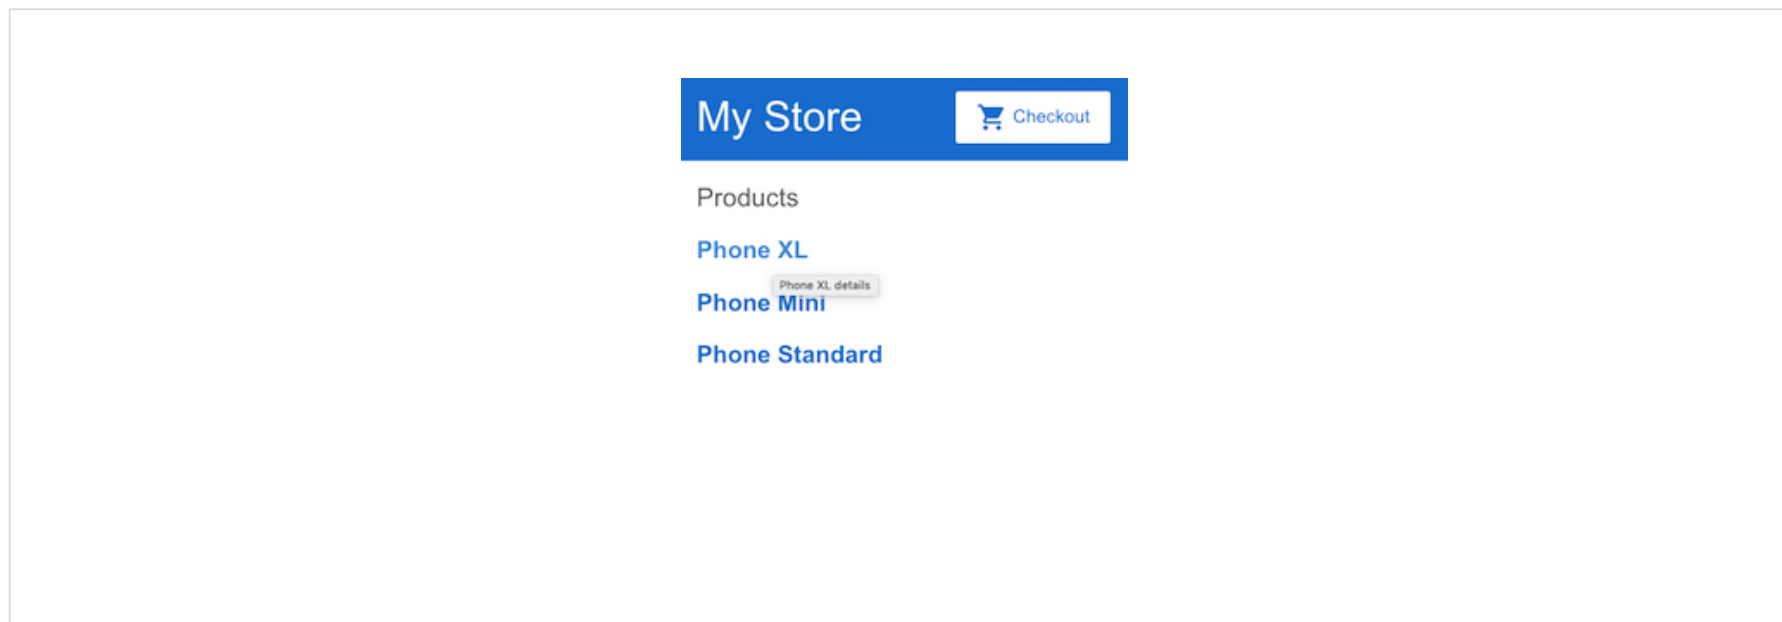 My Store
Checkout
Products
Phone XL
Phone XL details
Phone Mini
Phone Standard